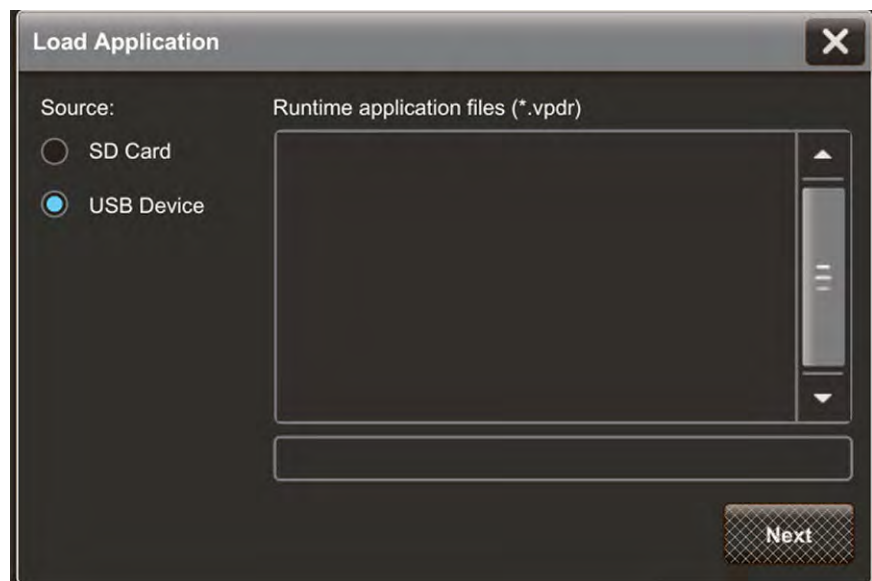 Load Application
Source:
Runtime application files (*.vpdr)
SD Card
USB Device
Next